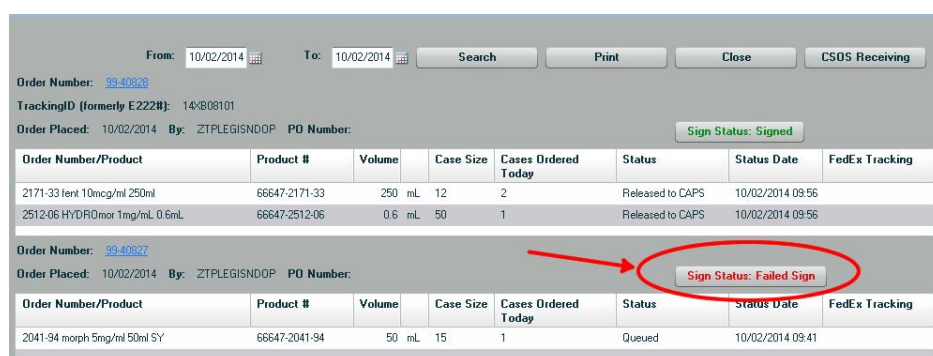 From: 10/02/2014 To: 10/02/2014 Search Print Close CSOS Receiving
Order Number: 99-40828
TrackingID (formerly E222#): 14XB08101
Order Placed: 10/02/2014 By: ZTPLEGISNDOP PO Number: Sign Status: Signed
Order Number/Product Product # Volume Case Size Cases Ordered Today Status Status Date FedEx Tracking
2171-33 fent 10mcg/ml 250ml 66647-2171-33 250 mL 12 2 Released to CAPS 10/02/2014 09:56
2512-06 HYDROmor 1mg/mL 0.6mL 66647-2512-06 0.6 mL 50 1 Released to CAPS 10/02/2014 09:56
Order Number: 99-40827
Order Placed: 10/02/2014 By: ZTPLEGISNDOP PO Number: Sign Status: Failed Sign
Order Number/Product Product # Volume Case Size Cases Ordered Today Status Status Date FedEx Tracking
2041-94 morph 5mg/ml 50ml SY 66647-2041-94 50 mL 15 1 Queued 10/02/2014 09:41